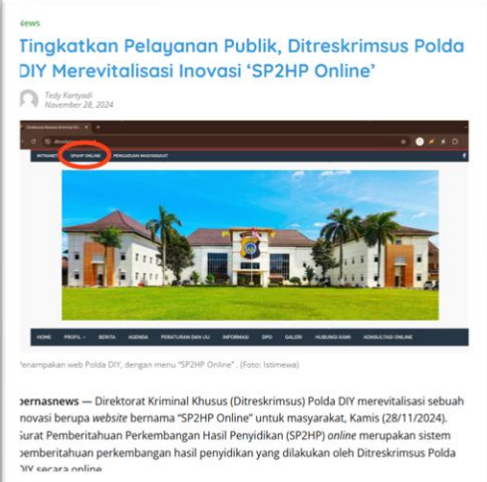 News
Tingkatkan Pelayanan Publik, Ditreskrimsus Polda
DIY Merevitalisasi Inovasi ‘SP2HP Online’
Tedy Kartyadi
November 28, 2024
INTRANET SP2HP ONLINE PENGADUAN MASYARAKAT
HOME PROFIL BERITA AGENDA PERATURAN DAN UU INFORMASI DPO GALERI HUBUNGI KAMI KONSULTASI ONLINE
Penampakan web Polda DIY, dengan menu “SP2HP Online” . (Foto: Istimewa)
bernasnews — Direktorat Kriminal Khusus (Ditreskrimsus) Polda DIY merevitalisasi sebuah
inovasi berupa website bernama “SP2HP Online” untuk masyarakat, Kamis (28/11/2024).
Surat Pemberitahuan Perkembangan Hasil Penyidikan (SP2HP) online merupakan sistem
pemberitahuan perkembangan hasil penyidikan yang dilakukan oleh Ditreskrimsus Polda
DIY secara online